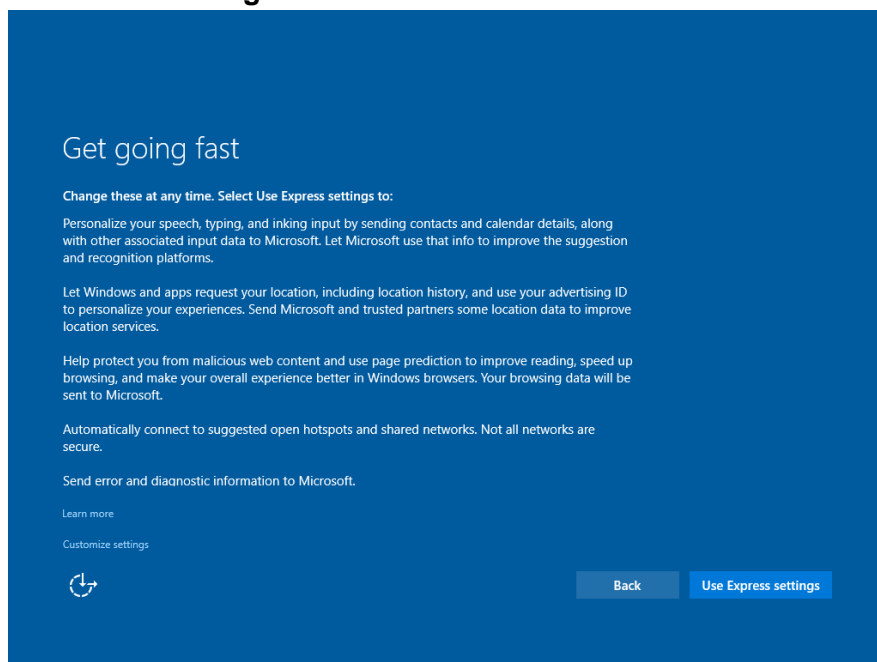 Get going fast
Change these at any time. Select Use Express settings to:
Personalize your speech, typing, and inking input by sending contacts and calendar details, along
with other associated input data to Microsoft. Let Microsoft use that info to improve the suggestion
and recognition platforms.
Let Windows and apps request your location, including location history, and use your advertising ID
to personalize your experiences. Send Microsoft and trusted partners some location data to improve
location services.
Help protect you from malicious web content and use page prediction to improve reading, speed up
browsing, and make your overall experience better in Windows browsers. Your browsing data will be
sent to Microsoft.
Automatically connect to suggested open hotspots and shared networks. Not all networks are
secure.
Send error and diagnostic information to Microsoft.
Learn more
Customize settings
Back
Use Express settings